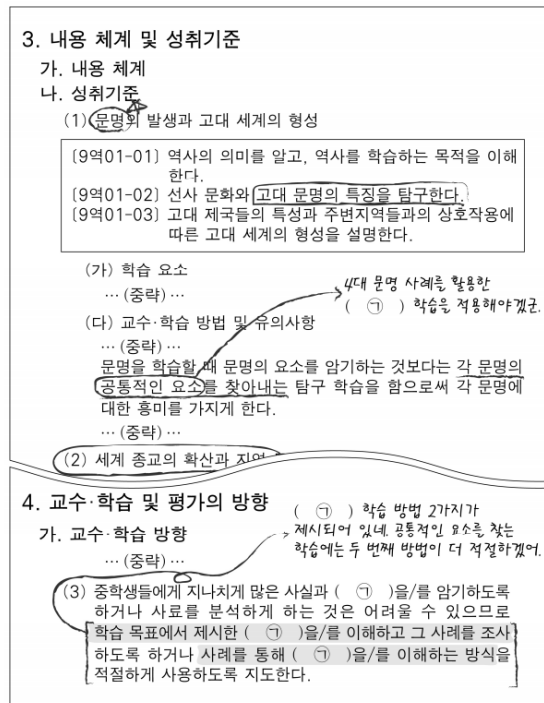 3. 내용 체계 및 성취기준
가. 내용 체계
나. 성취기준
(1) 문명의 발생과 고대 세계의 형성
[9역01-01] 역사의 의미를 알고, 역사를 학습하는 목적을 이해
한다.
[9역01-02] 선사 문화와 고대 문명의 특징을 탐구한다.
[9역01-03] 고대 제국들의 특성과 주변지역들과의 상호작용에
따른 고대 세계의 형성을 설명한다.
(가) 학습 요소
… (중략) …
4대 문명 사례를 활용한
( ㉠ ) 학습을 적용해야겠군.
(다) 교수·학습 방법 및 유의사항
… (중략) …
문명을 학습할 때 문명의 요소를 암기하는 것보다는 각 문명의
공통적인 요소를 찾아내는 탐구 학습을 함으로써 각 문명에
대한 흥미를 가지게 한다.
… (중략) …
(2) 세계 종교의 확산과 지역
4. 교수·학습 및 평가의 방향
가. 교수·학습 방향
… (중략) …
( ㉠ ) 학습 방법 2가지가
제시되어 있네. 공통적인 요소를 찾는
학습에는 두 번째 방법이 더 적절하겠어.
(3) 중학생들에게 지나치게 많은 사실과 ( ㉠ )을/를 암기하도록
하거나 사료를 분석하게 하는 것은 어려울 수 있으므로
학습 목표에서 제시한 ( ㉠ )을/를 이해하고 그 사례를 조사
하도록 하거나 사례를 통해 ( ㉠ )을/를 이해하는 방식을
적절하게 사용하도록 지도한다.